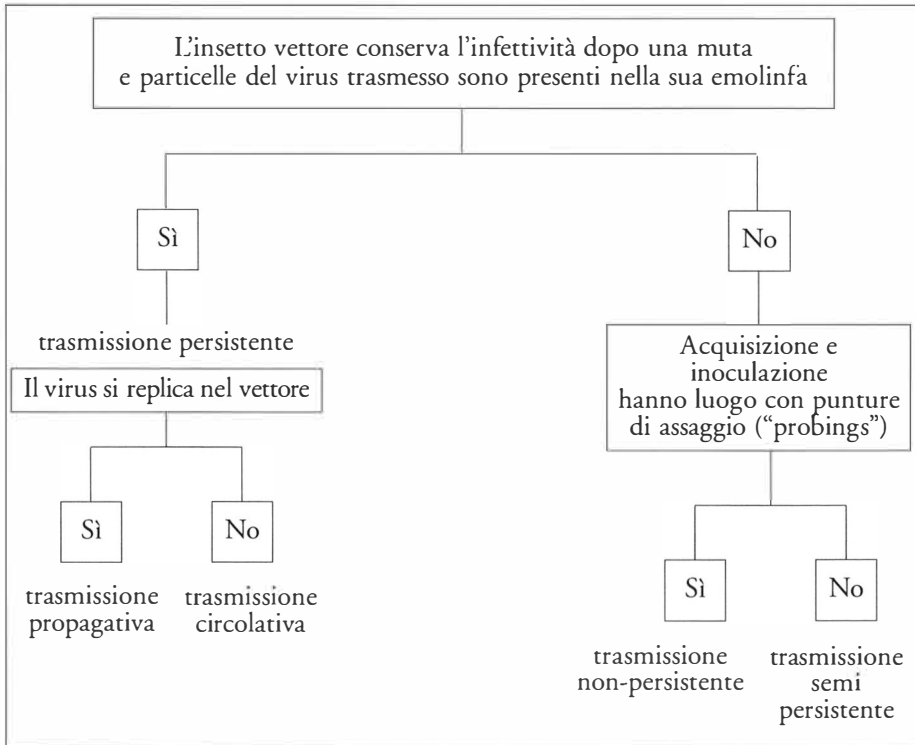 L'insetto vettore conserva l'infettività dopo una muta
e particelle del virus trasmesso sono presenti nella sua emolinfa
Sì
No
trasmissione persistente
Il virus si replica nel vettore
Acquisizione e
inoculazione
hanno luogo con punture
di assaggio (“probings”)
Sì
No
trasmissione
propagativa
trasmissione
circolativa
Sì
No
trasmissione
non-persistente
trasmissione
semi
persistente